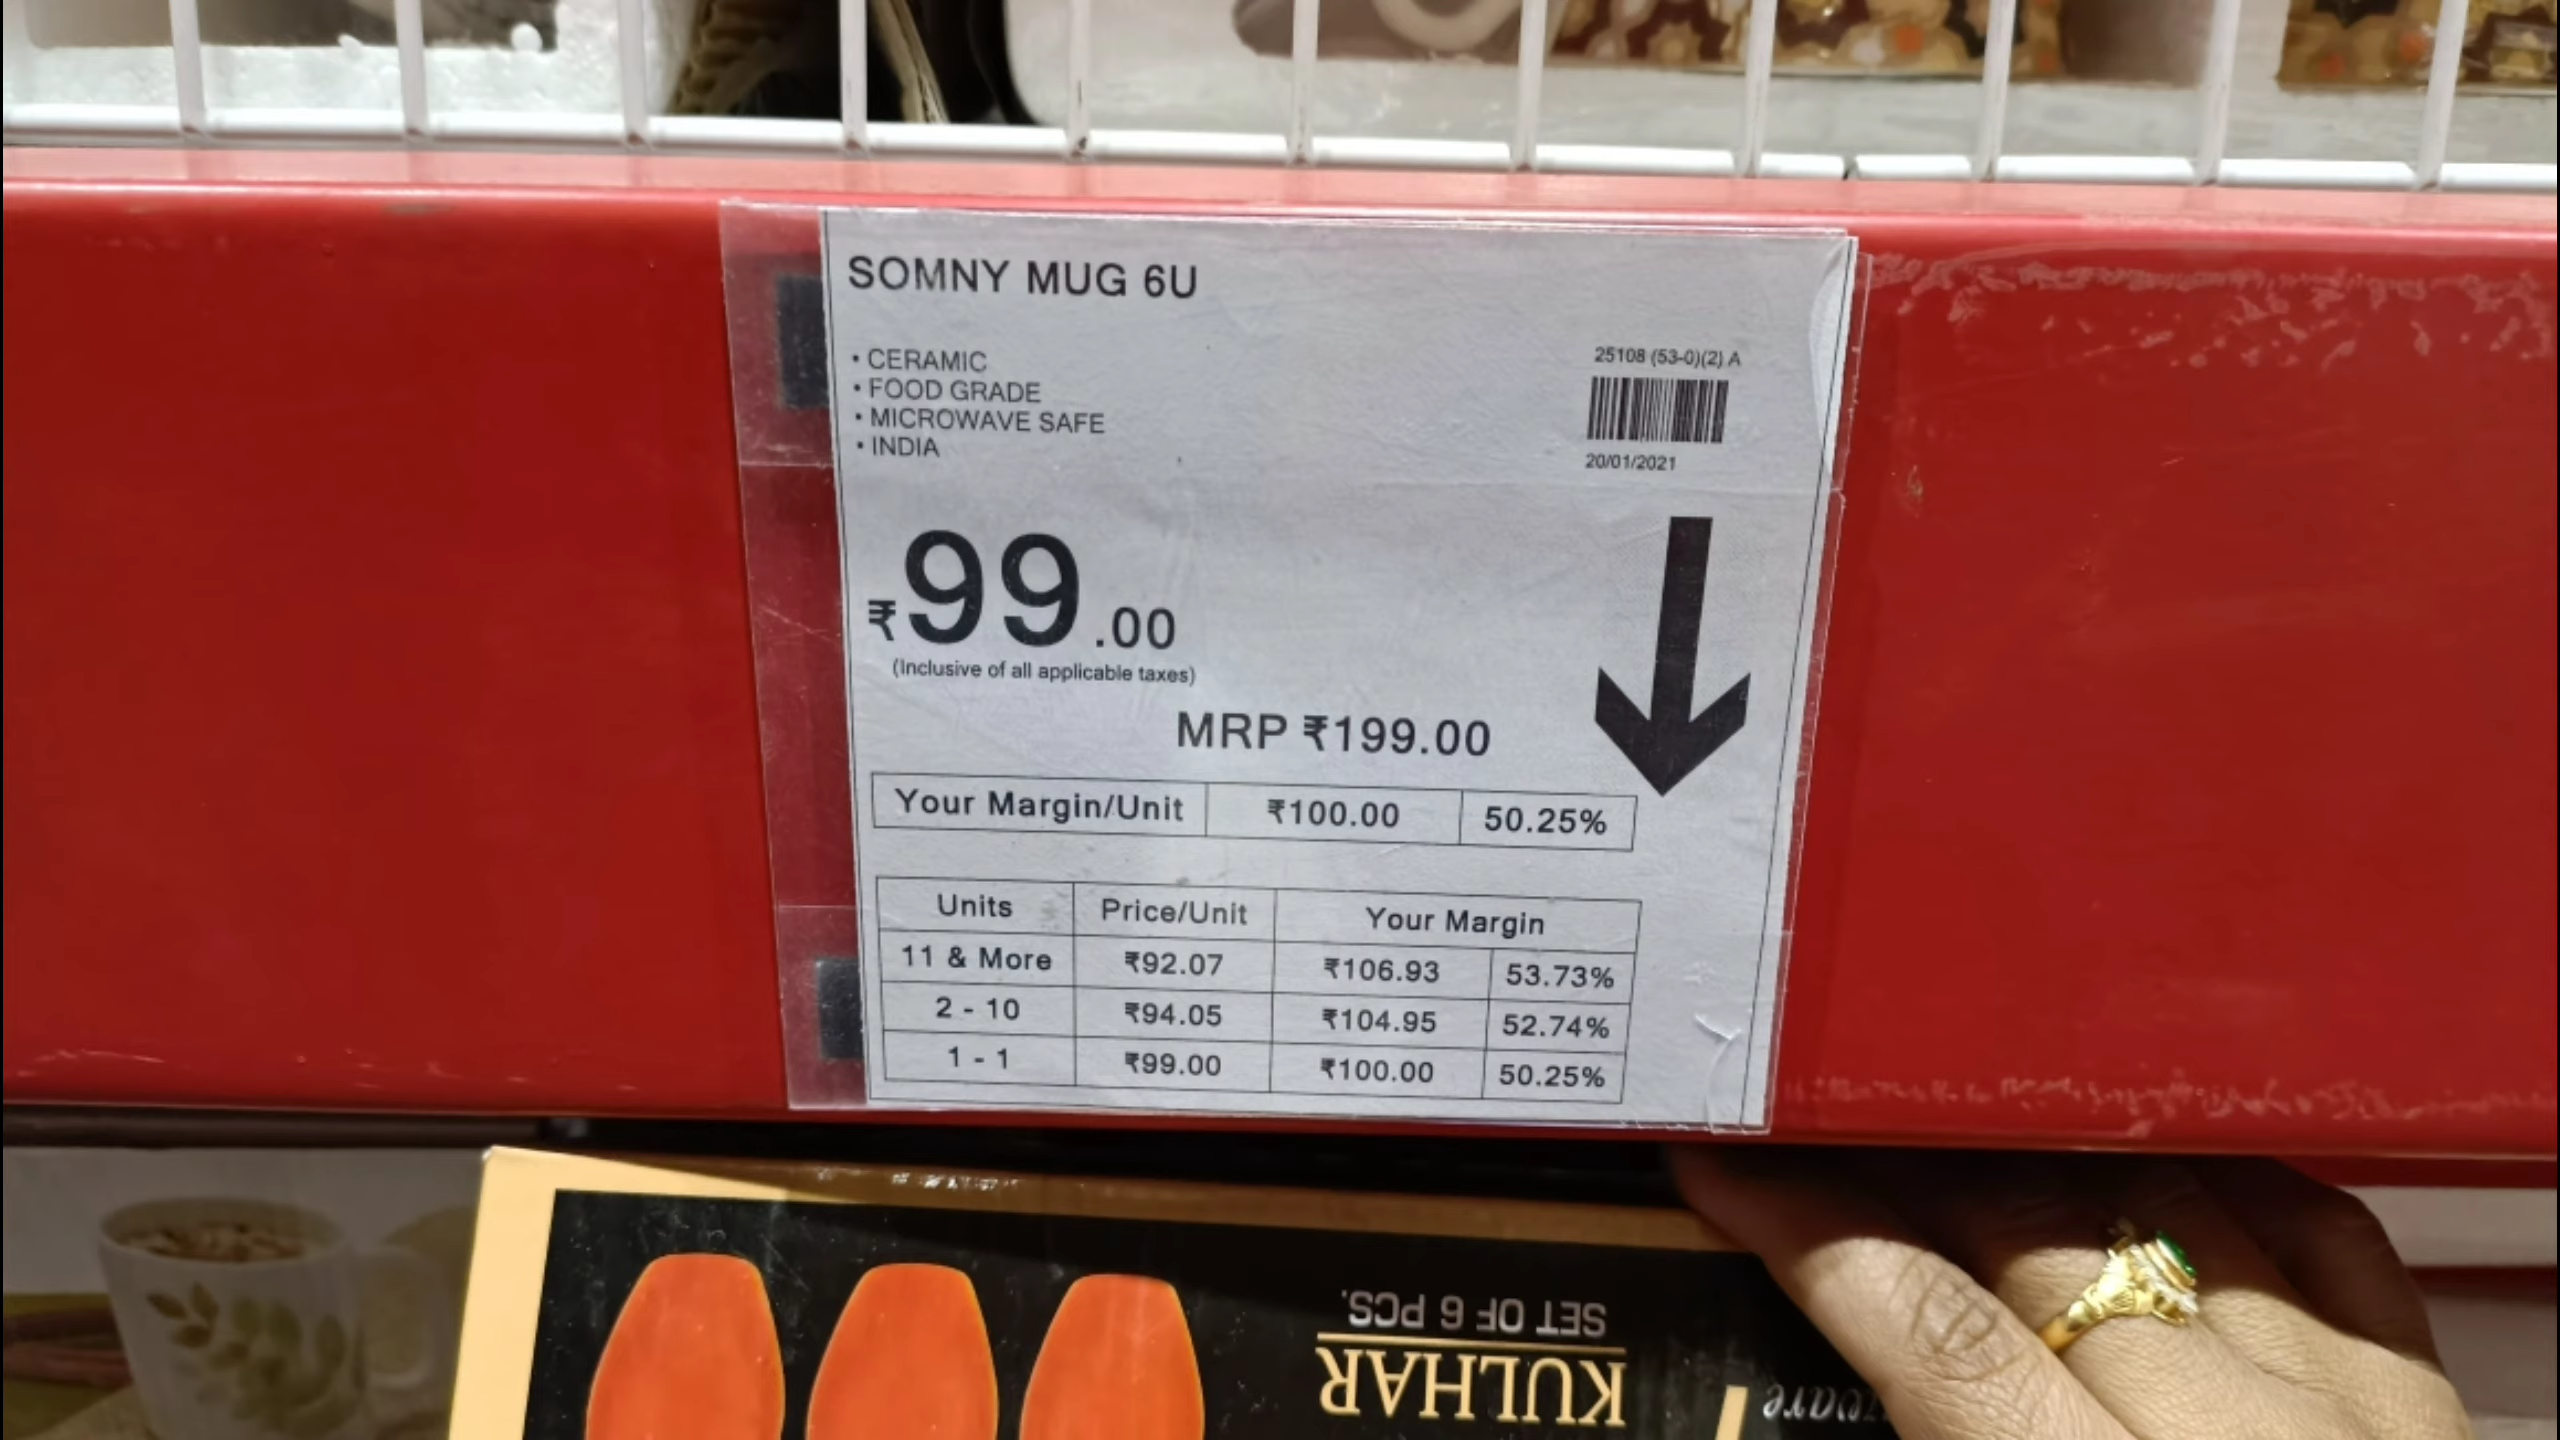 SOMNY MUG 6U
• CERAMIC
• FOOD GRADE
• MICROWAVE SAFE
• INDIA
25108 (53-0)(2) A
20/01/2021
₹99.00
(Inclusive of all applicable taxes)
MRP ₹199.00
Your Margin/Unit ₹100.00 50.25%
Units Price/Unit Your Margin
11 & More ₹92.07 ₹106.93 53.73%
2 - 10 ₹94.05 ₹104.95 52.74%
1 - 1 ₹99.00 ₹100.00 50.25%
KULHAR
SET OF 6 PCS.